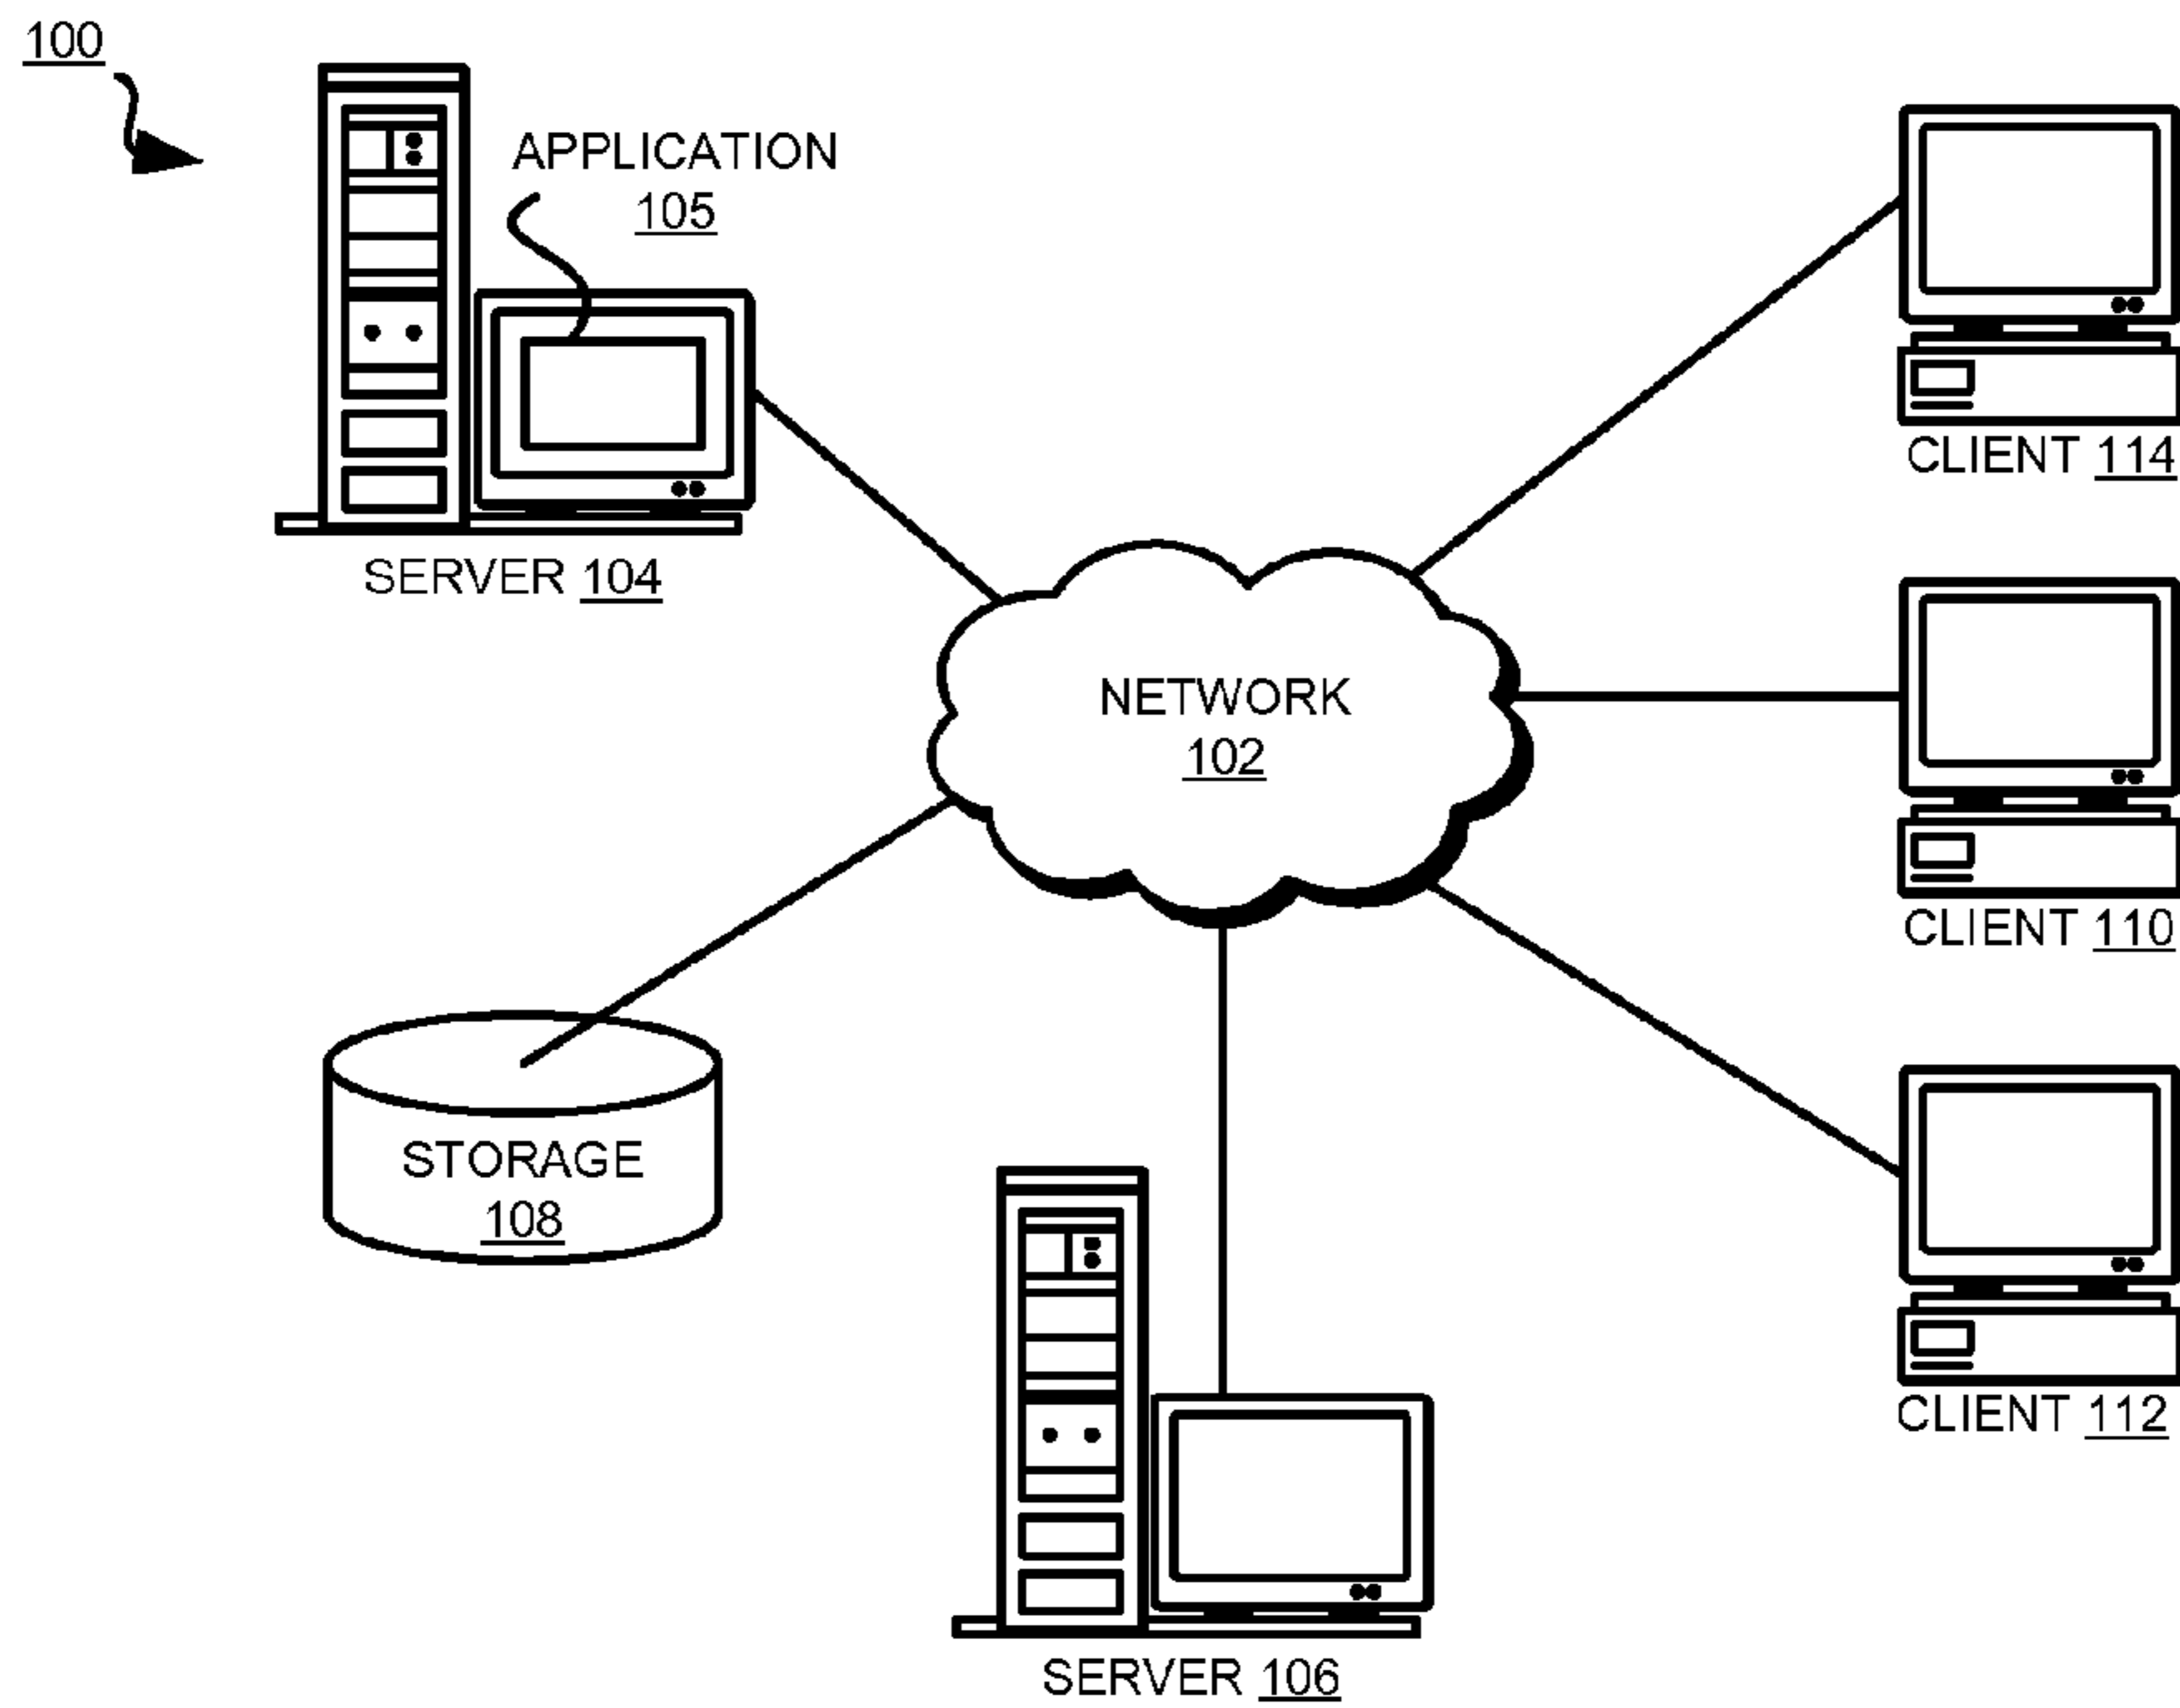 100
APPLICATION
105
SERVER 104
CLIENT 114
NETWORK
102
CLIENT 110
STORAGE
108
CLIENT 112
SERVER 106